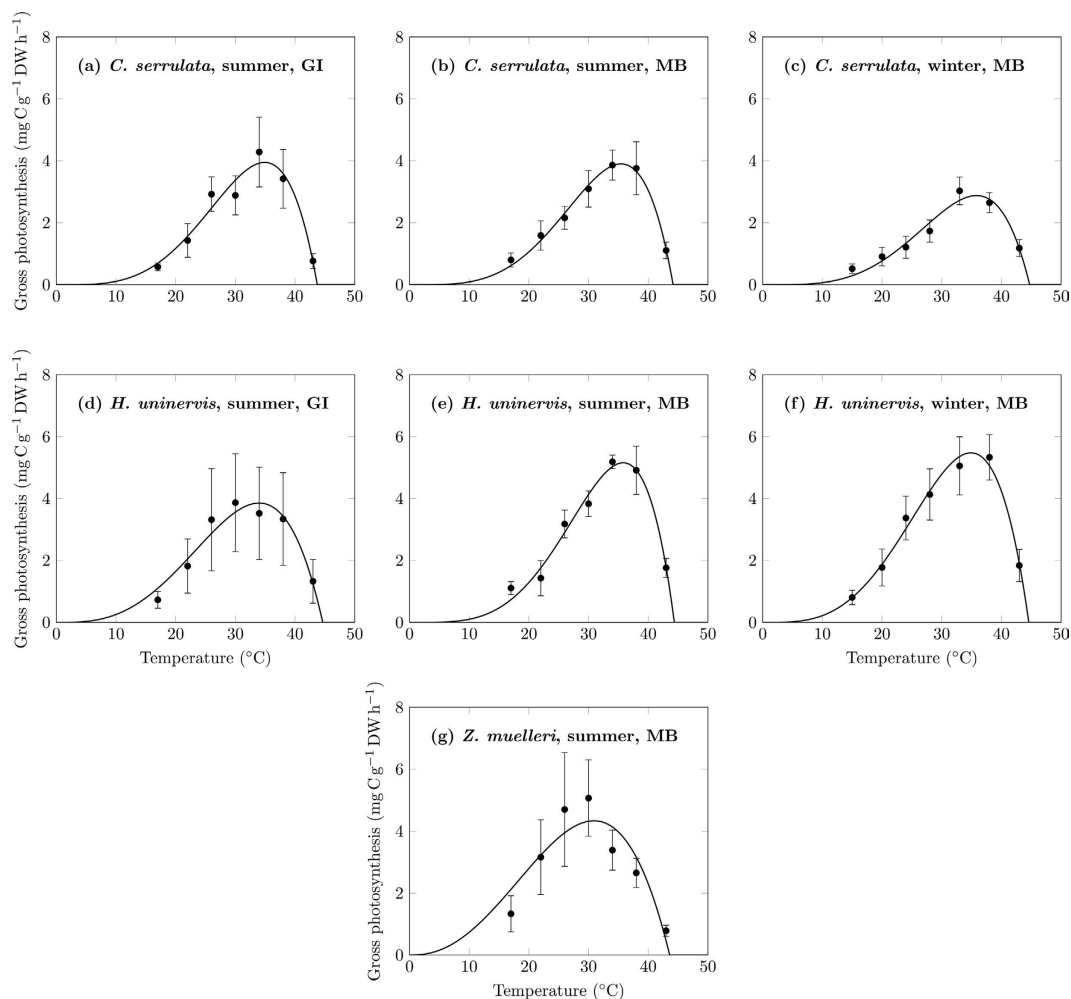 Gross photosynthesis (mg C g⁻¹ DW h⁻¹)
8
6
4
2
0
(a) C. serrulata, summer, GI
0 10 20 30 40 50
8
6
4
2
0
(b) C. serrulata, summer, MB
0 10 20 30 40 50
8
6
4
2
0
(c) C. serrulata, winter, MB
0 10 20 30 40 50
Gross photosynthesis (mg C g⁻¹ DW h⁻¹)
8
6
4
2
0
(d) H. uninervis, summer, GI
0 10 20 30 40 50
Temperature (°C)
8
6
4
2
0
(e) H. uninervis, summer, MB
0 10 20 30 40 50
8
6
4
2
0
(f) H. uninervis, winter, MB
0 10 20 30 40 50
Temperature (°C)
Gross photosynthesis (mg C g⁻¹ DW h⁻¹)
8
6
4
2
0
(g) Z. muelleri, summer, MB
0 10 20 30 40 50
Temperature (°C)